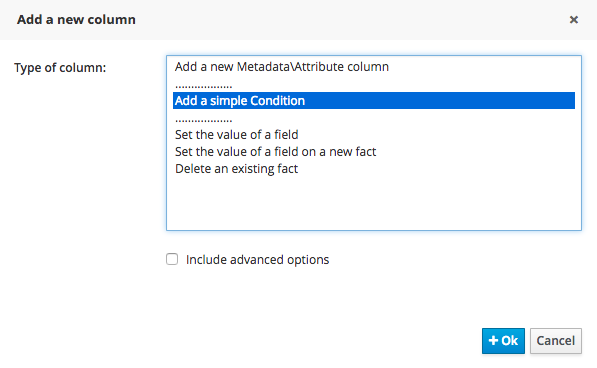 Add a new column
×
Type of column:
Add a new Metadata\Attribute column
..................
Add a simple Condition
..................
Set the value of a field
Set the value of a field on a new fact
Delete an existing fact
Include advanced options
+ Ok
Cancel